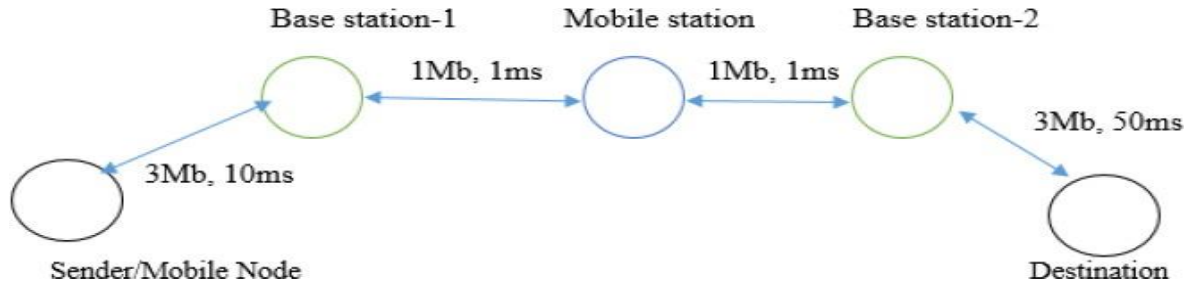 Base station-1 Mobile station Base station-2
1Mb, 1ms 1Mb, 1ms
3Mb, 50ms
3Mb, 10ms
Sender/Mobile Node Destination